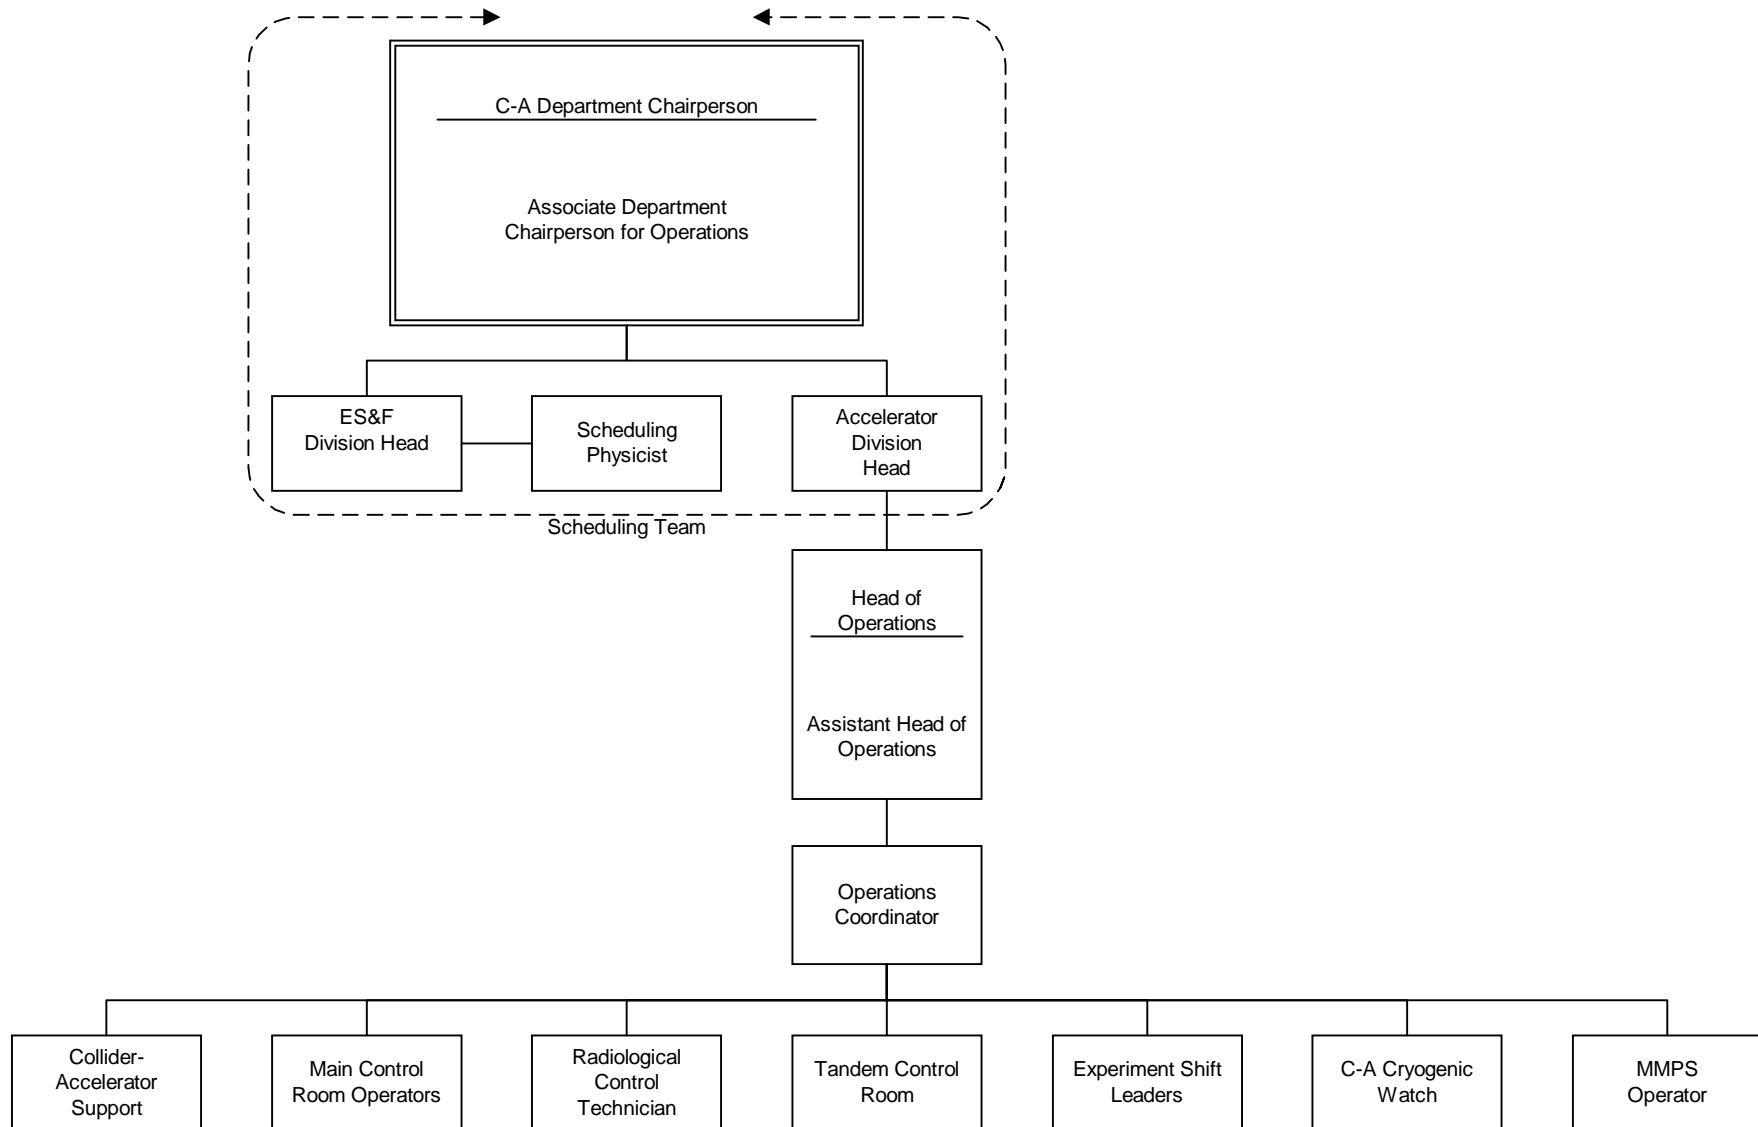 C-A Department Chairperson
Associate Department
Chairperson for Operations
ES&F
Division Head
Scheduling
Physicist
Accelerator
Division
Head
Scheduling Team
Head of
Operations
Assistant Head of
Operations
Operations
Coordinator
Collider-
Accelerator
Support
Main Control
Room Operators
Radiological
Control
Technician
Tandem Control
Room
Experiment Shift
Leaders
C-A Cryogenic
Watch
MMPS
Operator